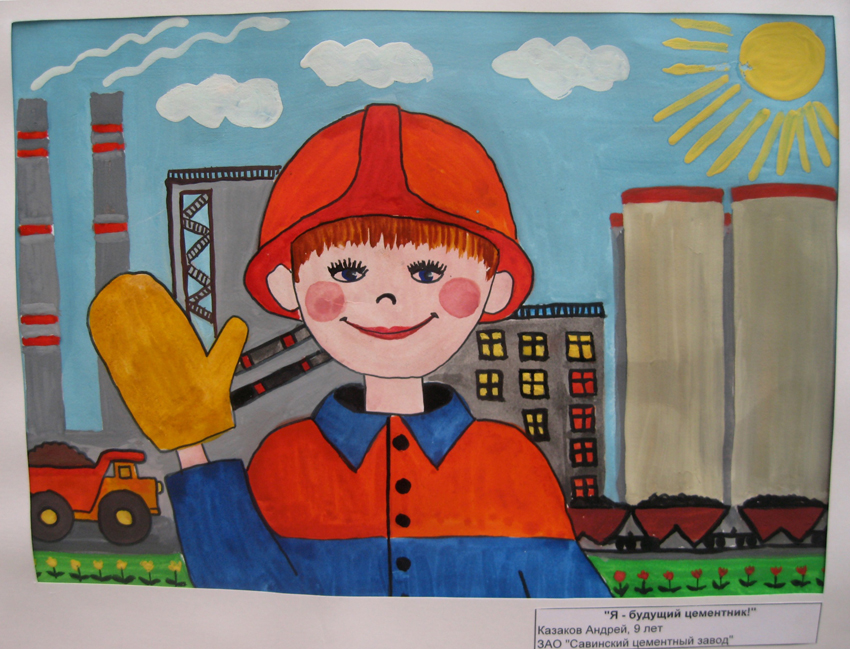 "Я - будущий цементник!"
Казаков Андрей, 9 лет
ЗАО "Савинский цементный завод"